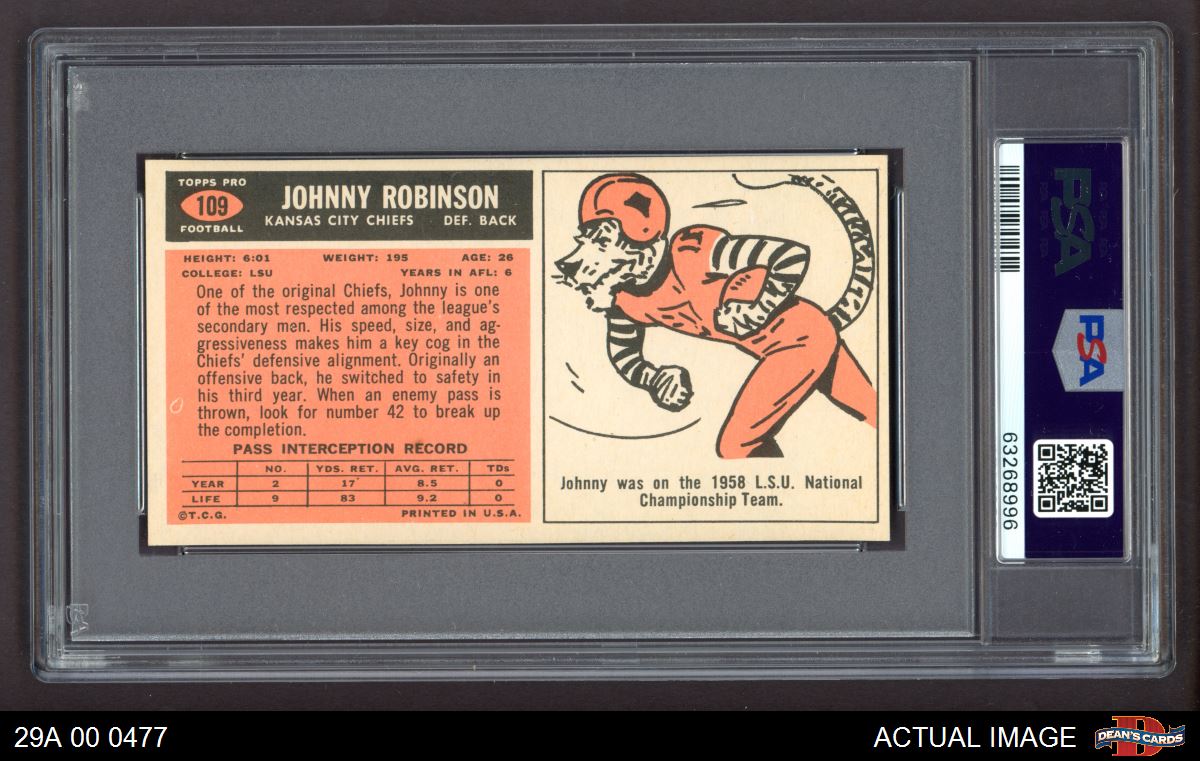 TOPPS PRO
109
FOOTBALL
JOHNNY ROBINSON
KANSAS CITY CHIEFS DEF. BACK
HEIGHT: 6:01 WEIGHT: 195 AGE: 26
COLLEGE: LSU YEARS IN AFL: 6
One of the original Chiefs, Johnny is one
of the most respected among the league's
secondary men. His speed, size, and ag-
gressiveness makes him a key cog in the
Chiefs' defensive alignment. Originally an
offensive back, he switched to safety in
his third year. When an enemy pass is
thrown, look for number 42 to break up
the completion.
PASS INTERCEPTION RECORD
NO. YDS. RET. AVG. RET. TDs
YEAR 2 17 8.5 0
LIFE 9 83 9.2 0
©T.C.G. PRINTED IN U.S.A.
Johnny was on the 1958 L.S.U. National
Championship Team.
PSA
PSA
63268996
29A 00 0477
ACTUAL IMAGE
DEAN'S CARDS